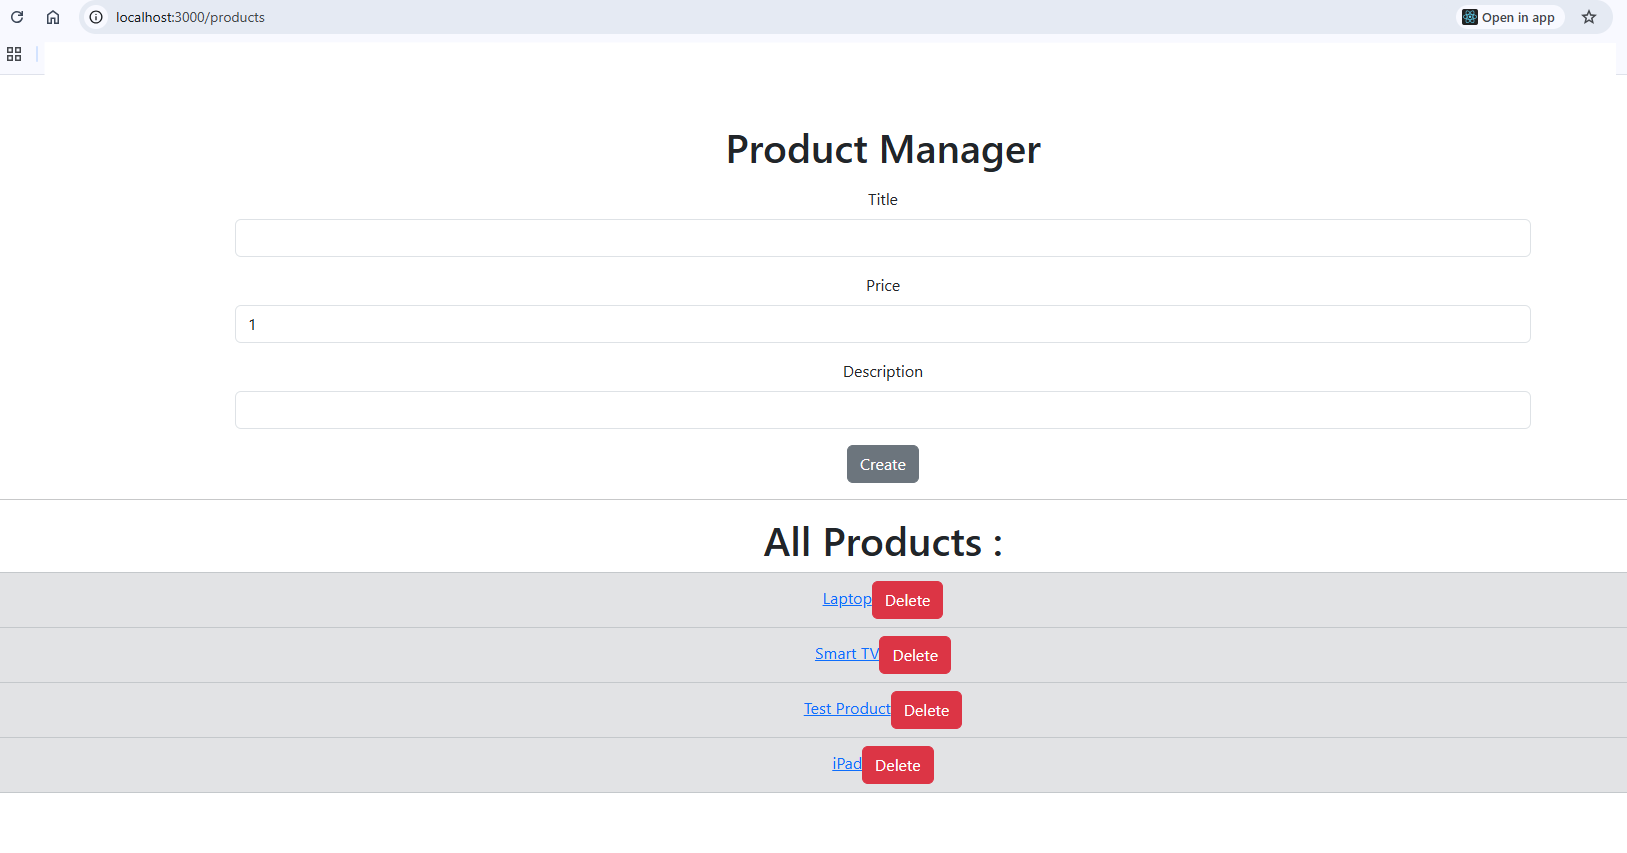 localhost:3000/products
Open in app
Product Manager
Title
Price
1
Description
Create
All Products :
Laptop Delete
Smart TV Delete
Test Product Delete
iPad Delete